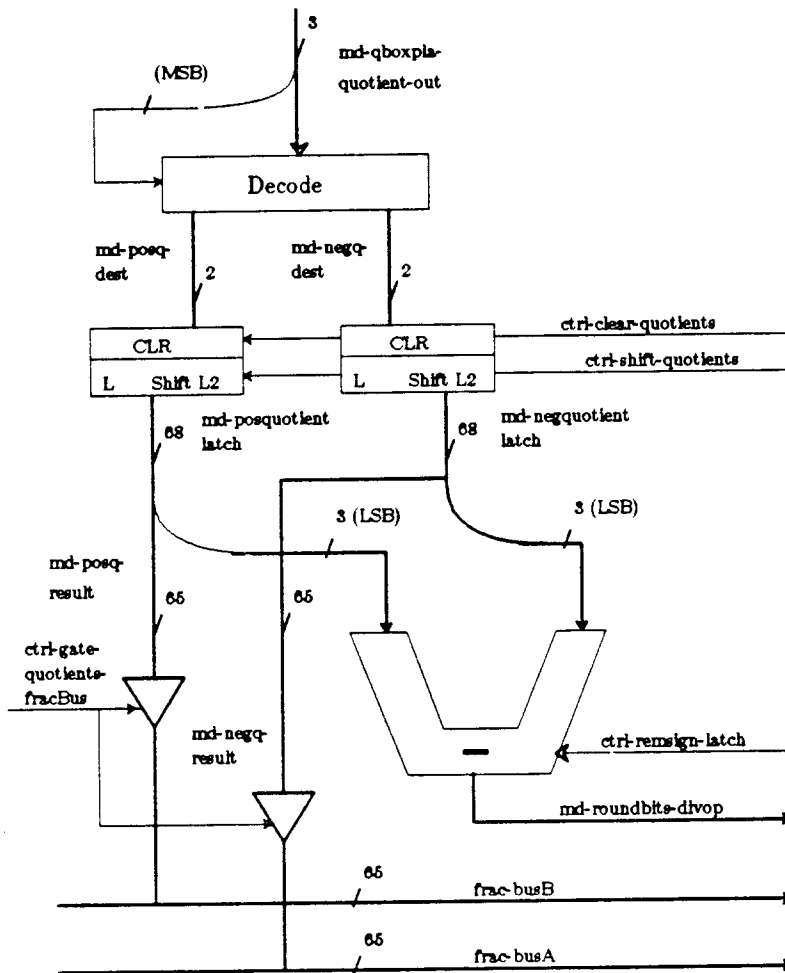 3
md-qboxpla-
quotient-out
(MSB)
Decode
md-posq-
dest
2
md-negq-
dest
2
CLR
L Shift L2
CLR
L Shift L2
ctrl-clear-quotients
ctrl-shift-quotients
68
md-posquotient
latch
68
md-negquotient
latch
3 (LSB)
3 (LSB)
md-posq-
result
65
65
ctrl-gate-
quotients-
fracBus
md-negq-
result
ctrl-remsign-latch
md-roundbits-divop
65
frac-busB
65
frac-busA